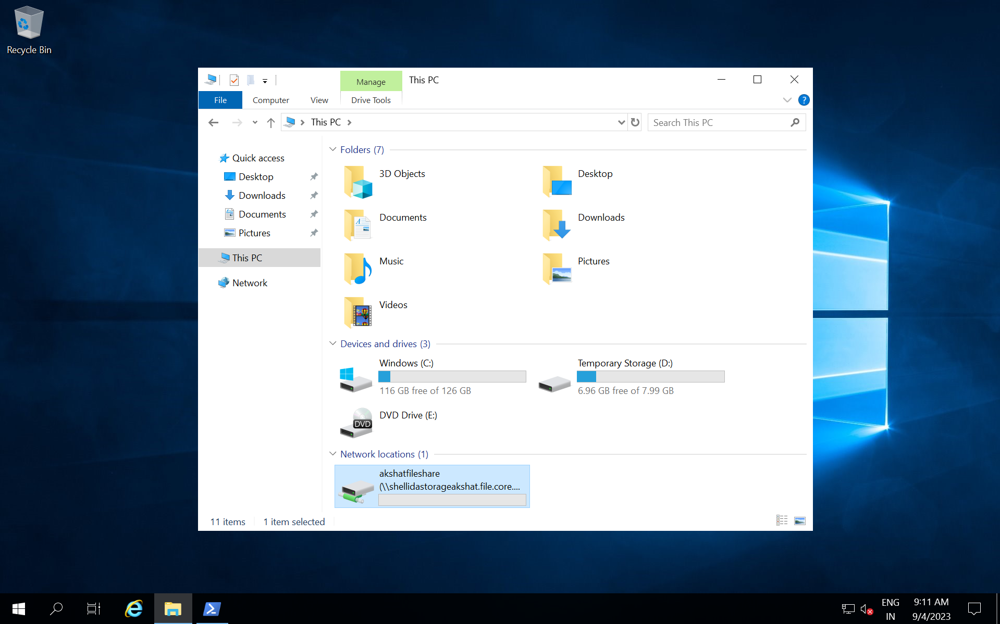 Recycle Bin
Manage
This PC
File
Computer
View
Drive Tools
?
This PC
Search This PC
Quick access
Desktop
Downloads
Documents
Pictures
This PC
Network
Folders (7)
3D Objects
Desktop
Documents
Downloads
Music
Pictures
Videos
Devices and drives (3)
Windows (C:)
116 GB free of 126 GB
Temporary Storage (D:)
6.96 GB free of 7.99 GB
DVD
DVD Drive (E:)
Network locations (1)
akshatfileshare
(\\shellidastorageakshat.file.core....
11 items
1 item selected
ENG
IN
9:11 AM
9/4/2023